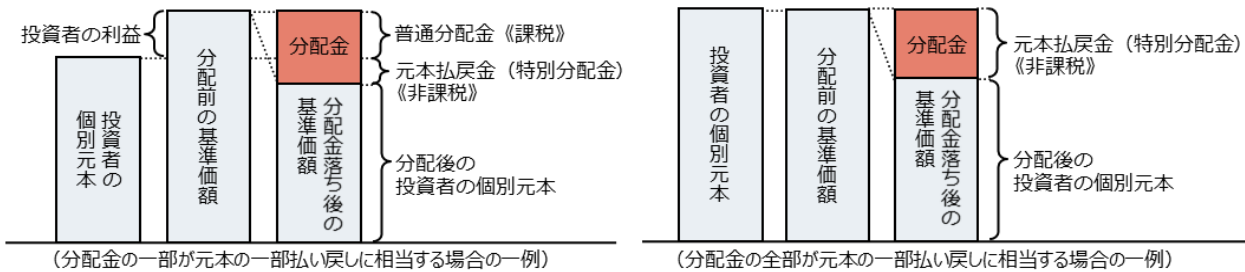 投資者の利益
投資者の
個別元本
分配前の基準価額
分配金
分配金落ち後の
基準価額
普通分配金《課税》
元本払戻金（特別分配金）
《非課税》
分配後の
投資者の個別元本
（分配金の一部が元本の一部払い戻しに相当する場合の一例）
投資者の個別元本
分配前の基準価額
分配金
分配金落ち後の
基準価額
元本払戻金（特別分配金）
《非課税》
分配後の
投資者の個別元本
（分配金の全部が元本の一部払い戻しに相当する場合の一例）